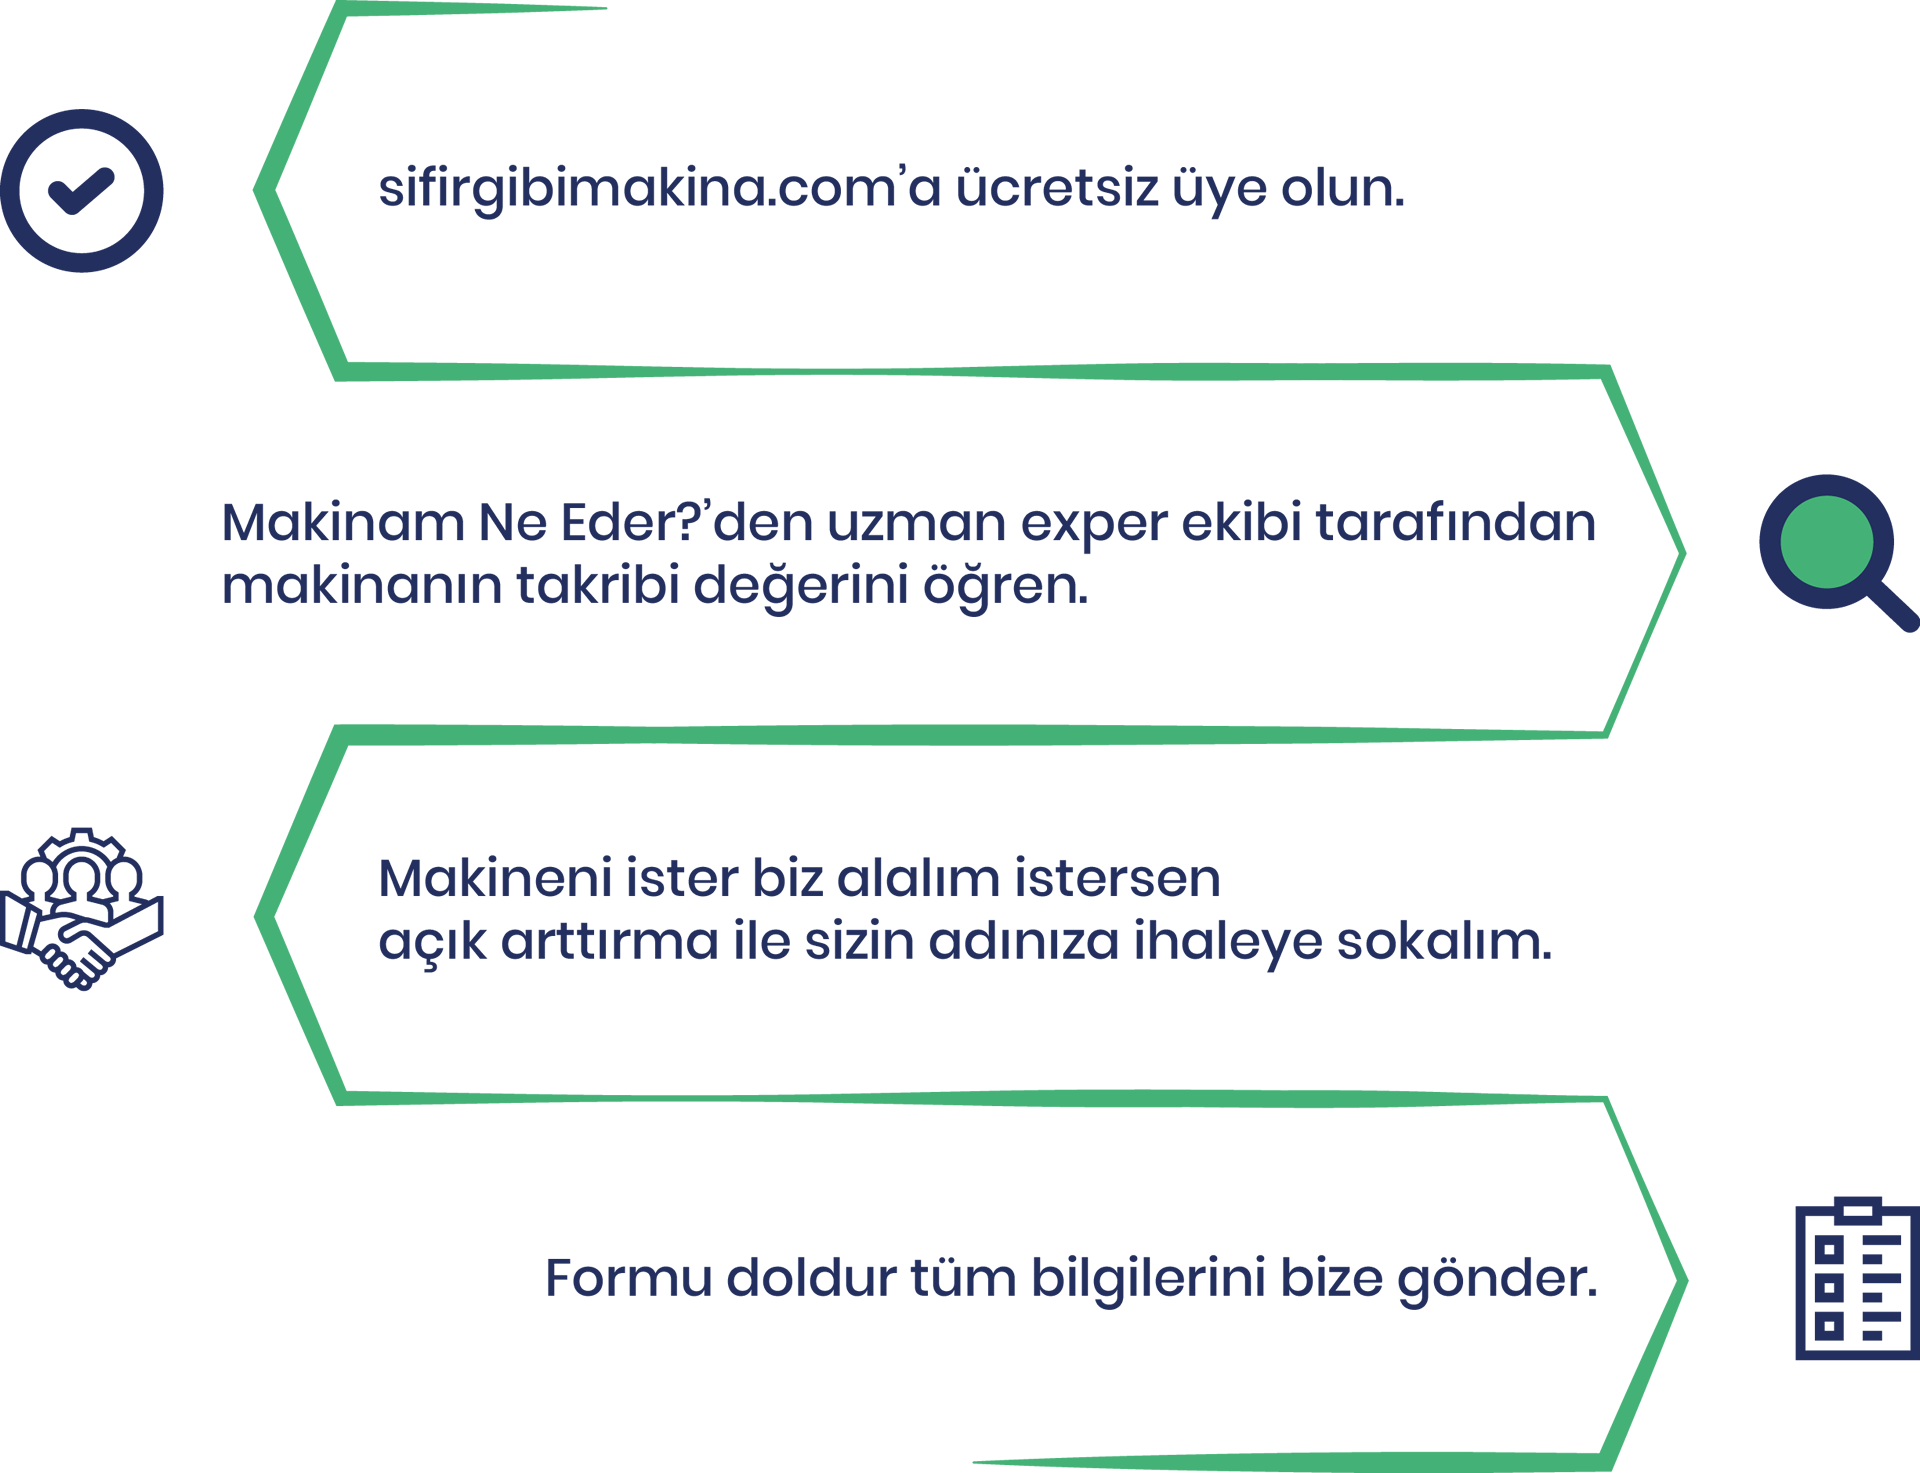 sifirgibimakina.com’a ücretsiz üye olun.
Makinam Ne Eder?’den uzman exper ekibi tarafından
makinanın takribi değerini öğren.
Makineni ister biz alalım istersen
açık arttırma ile sizin adınıza ihaleye sokalım.
Formu doldur tüm bilgilerini bize gönder.